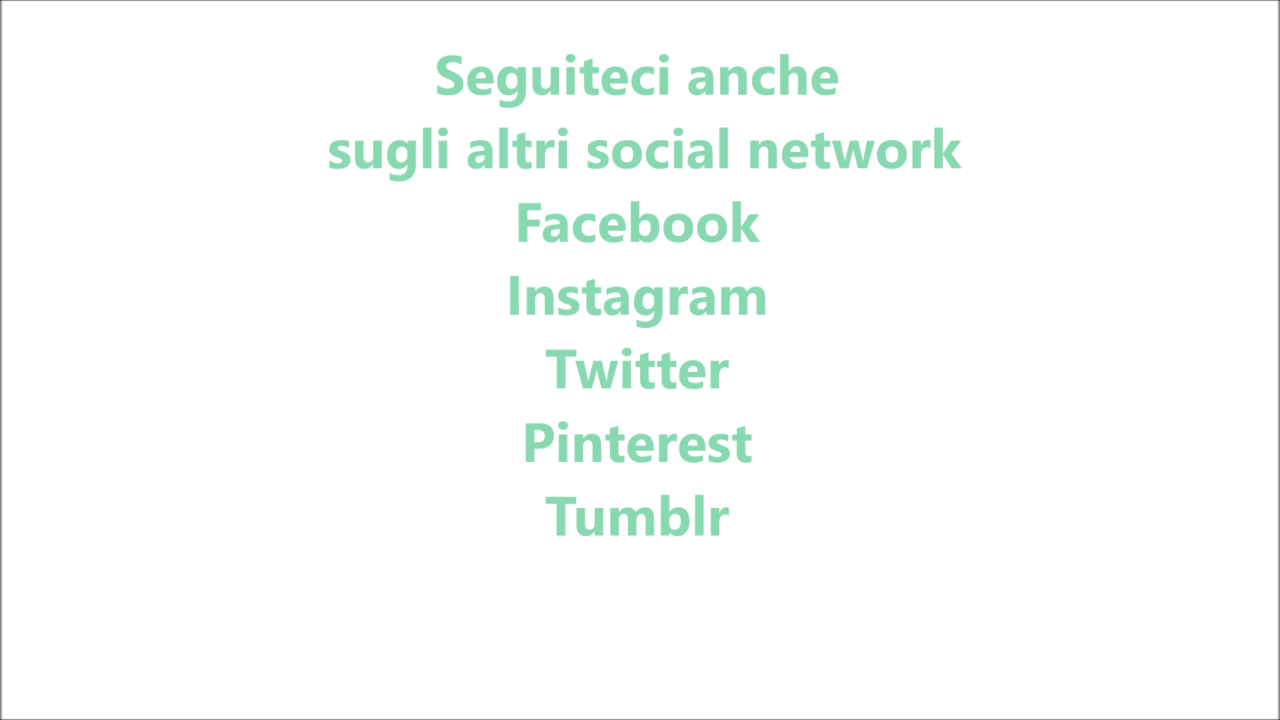 Seguiteci anche
sugli altri social network
Facebook
Instagram
Twitter
Pinterest
Tumblr